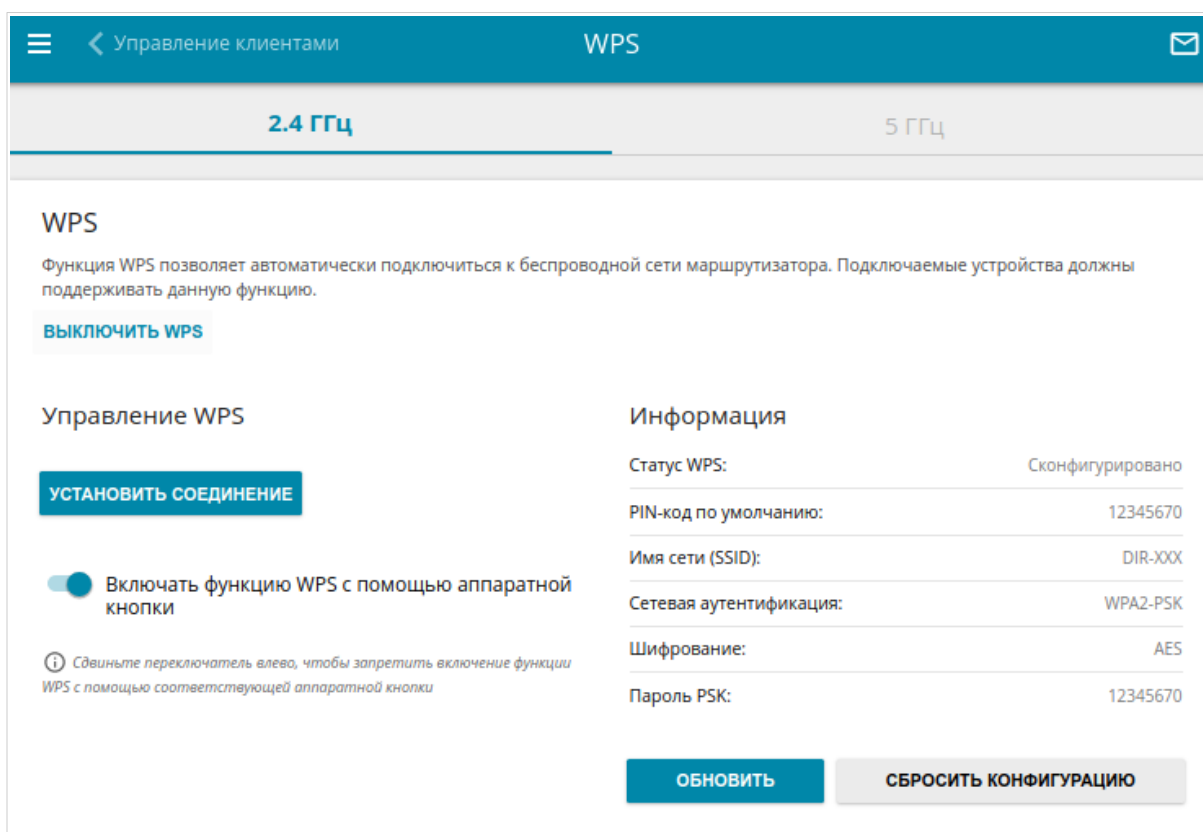 Управление клиентами
WPS
2.4 ГГц
5 ГГц
WPS
Функция WPS позволяет автоматически подключиться к беспроводной сети маршрутизатора. Подключаемые устройства должны
поддерживать данную функцию.
ВЫКЛЮЧИТЬ WPS
Управление WPS
УСТАНОВИТЬ СОЕДИНЕНИЕ
Включать функцию WPS с помощью аппаратной
кнопки
Сдвиньте переключатель влево, чтобы запретить включение функции
WPS с помощью соответствующей аппаратной кнопки
Информация
Статус WPS: Сконфигурировано
PIN-код по умолчанию: 12345670
Имя сети (SSID): DIR-XXX
Сетевая аутентификация: WPA2-PSK
Шифрование: AES
Пароль PSK: 12345670
ОБНОВИТЬ
СБРОСИТЬ КОНФИГУРАЦИЮ